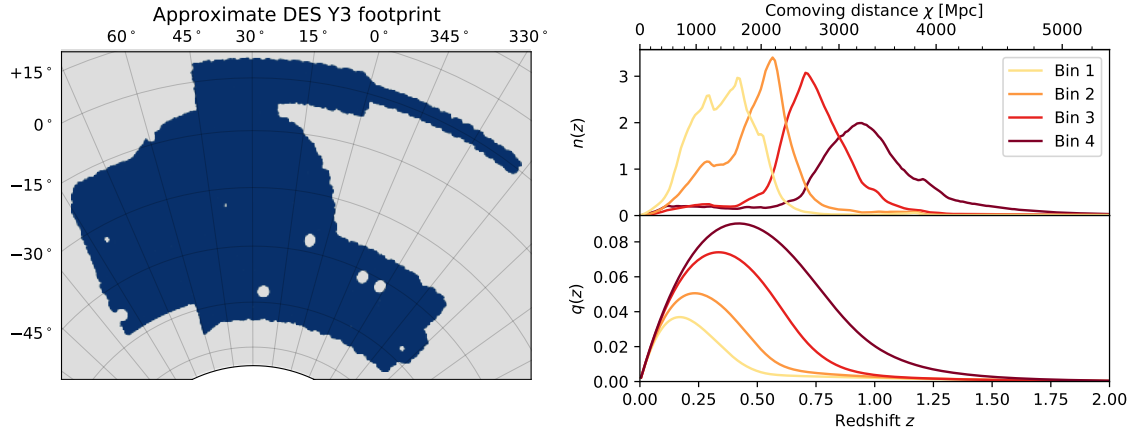 Approximate DES Y3 footprint
60° 45° 30° 15° 0° 345° 330°
+15°
0°
−15°
−30°
−45°
Comoving distance χ [Mpc]
0 1000 2000 3000 4000 5000
3
2
1
0
n(z)
Bin 1
Bin 2
Bin 3
Bin 4
0.08
0.06
0.04
0.02
0.00
q(z)
0.00 0.25 0.50 0.75 1.00 1.25 1.50 1.75 2.00
Redshift z